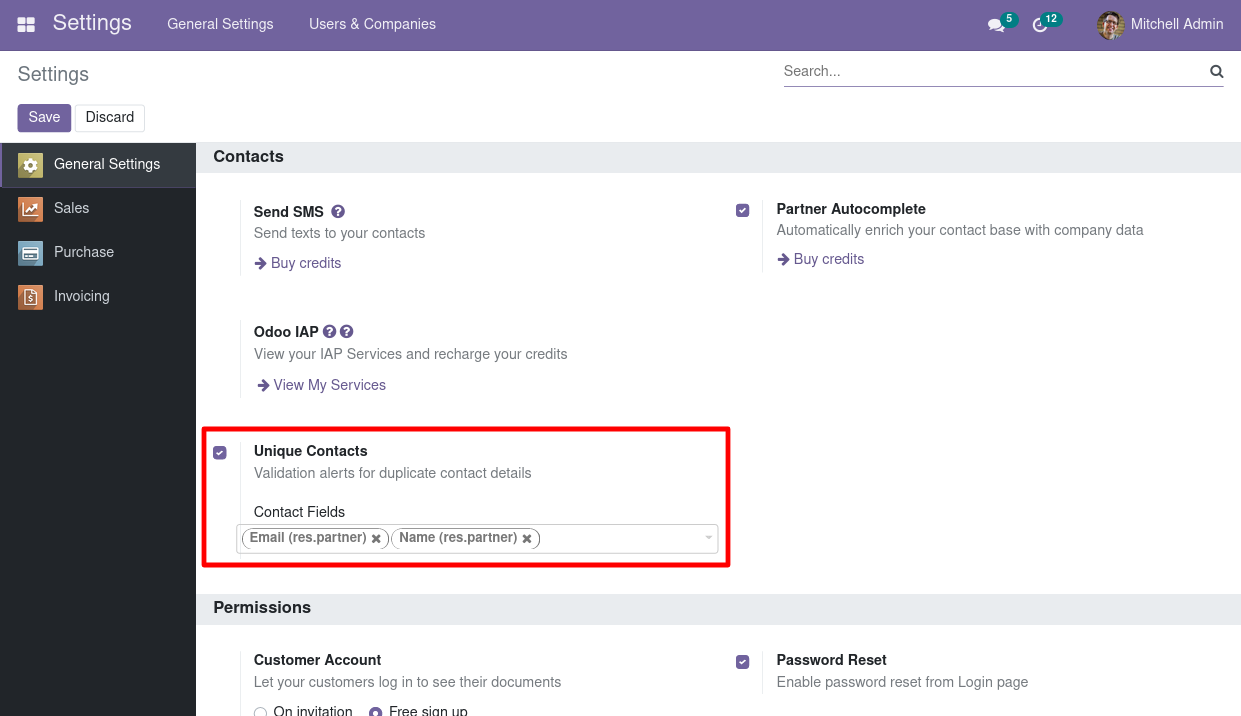 Settings General Settings Users & Companies 5 12 Mitchell Admin
Settings
Search...
Save Discard
General Settings
Sales
Purchase
Invoicing
Contacts
Send SMS ?
Send texts to your contacts
Buy credits
Partner Autocomplete
Automatically enrich your contact base with company data
Buy credits
Odoo IAP ? ?
View your IAP Services and recharge your credits
View My Services
Unique Contacts
Validation alerts for duplicate contact details
Contact Fields
Email (res.partner) Name (res.partner)
Permissions
Customer Account
Let your customers log in to see their documents
On invitation Free sign up
Password Reset
Enable password reset from Login page